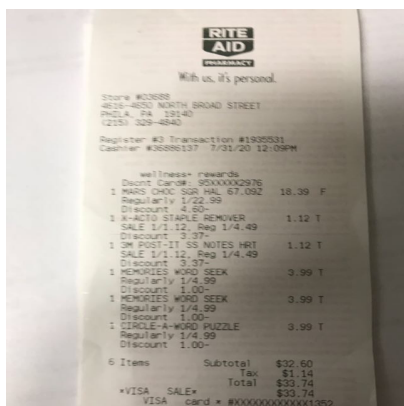 RITE
AID
PHARMACY
With us, it's personal.
Store #03688
4616-4650 NORTH BROAD STREET
PHILA, PA 19140
(215) 329-4840
Register #3 Transaction #1935531
Cashier #36886137 7/31/20 12:09PM
wellness+ rewards
Dscnt Card#: 95XXXXX2976
1 MARS CHOC SGR HAL 67.09Z 18.39 F
Regularly 1/22.99
Discount 4.60-
1 X-ACTO STAPLE REMOVER 1.12 T
SALE 1/1.12, Reg 1/4.49
Discount 3.37-
1 3M POST-IT SS NOTES HRT 1.12 T
SALE 1/1.12, Reg 1/4.49
Discount 3.37-
1 MEMORIES WORD SEEK 3.99 T
Regularly 1/4.99
Discount 1.00-
1 MEMORIES WORD SEEK 3.99 T
Regularly 1/4.99
Discount 1.00-
1 CIRCLE-A-WORD PUZZLE 3.99 T
Regularly 1/4.99
Discount 1.00-
6 Items Subtotal $32.60
Tax $1.14
Total $33.74
*VISA SALE* $33.74
VISA card * #XXXXXXXXXXXX1352